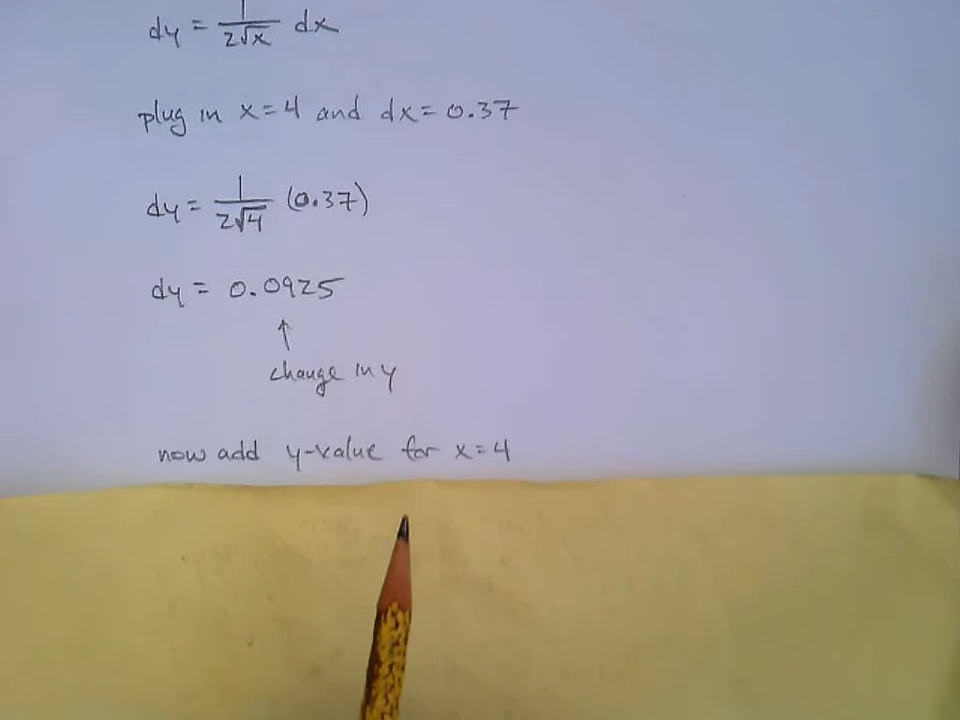 dy = 1/(2√x) dx
plug in x=4 and dx=0.37
dy = 1/(2√4) (0.37)
dy = 0.0925
↑
change in y
now add y-value for x=4